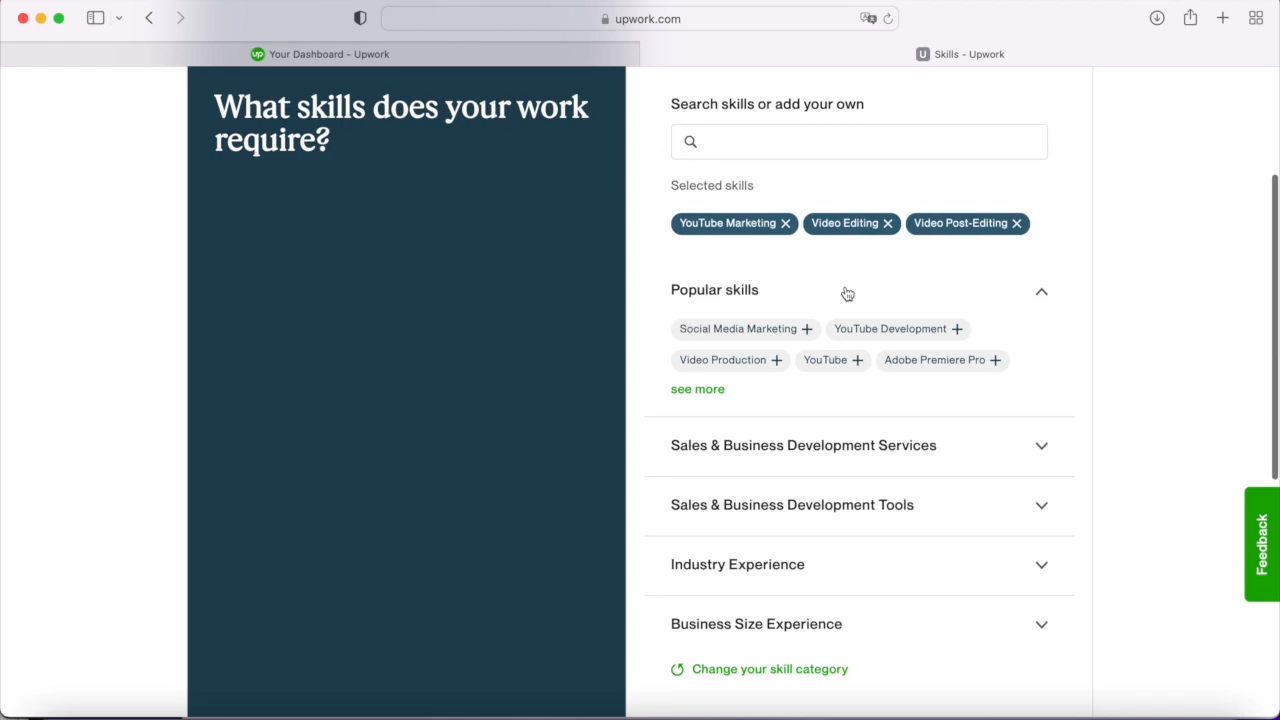 upwork.com
up Your Dashboard - Upwork
U Skills - Upwork
What skills does your work
require?
Search skills or add your own
Selected skills
YouTube Marketing Video Editing Video Post-Editing
Popular skills
Social Media Marketing YouTube Development
Video Production YouTube Adobe Premiere Pro
see more
Sales & Business Development Services
Sales & Business Development Tools
Industry Experience
Business Size Experience
Change your skill category
Feedback